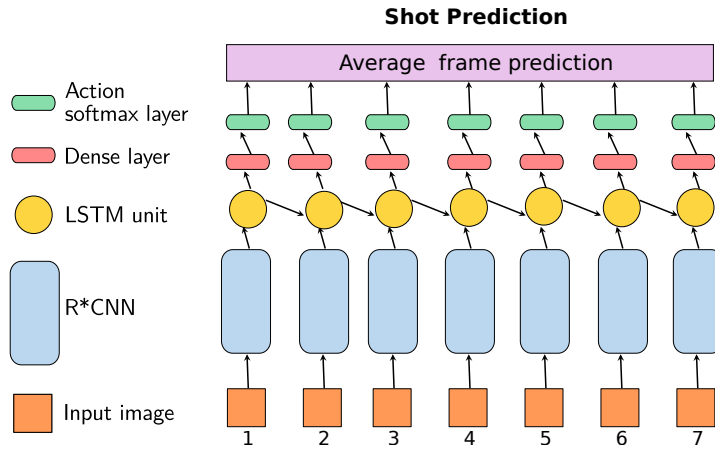 Shot Prediction
Average frame prediction
Action
softmax layer
Dense layer
LSTM unit
R*CNN
Input image
1 2 3 4 5 6 7